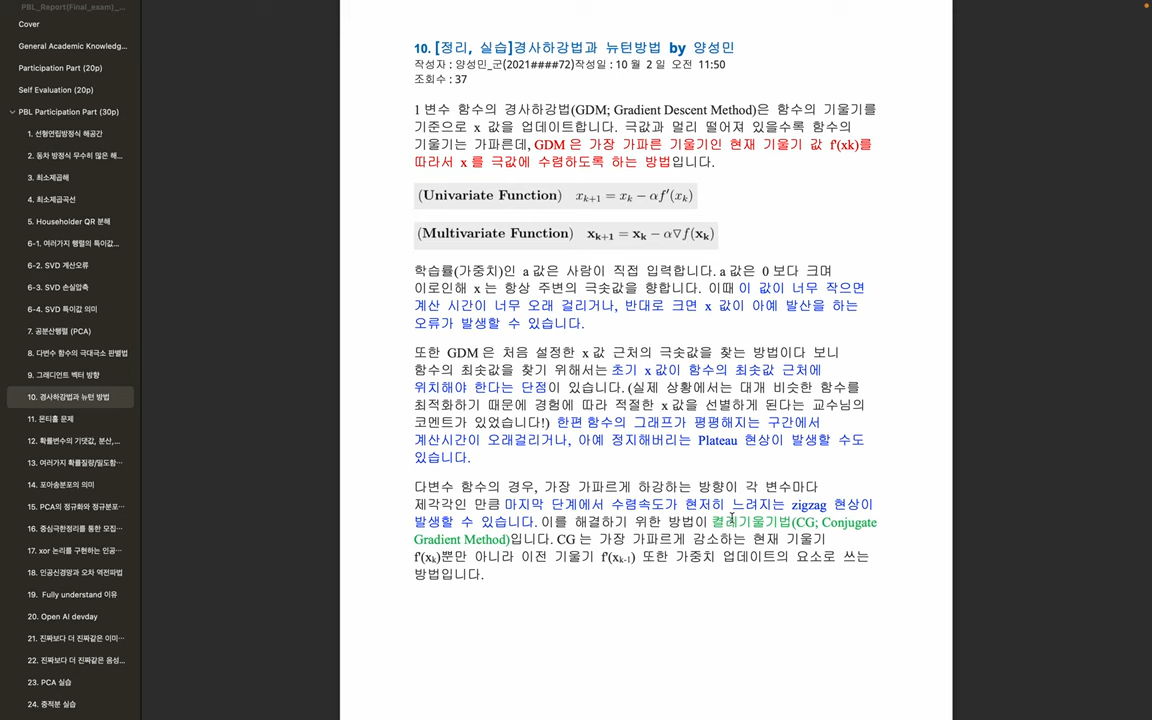 PBL_Report(Final_exam)_...
Cover
General Academic Knowledg...
Participation Part (20p)
Self Evaluation (20p)
PBL Participation Part (30p)
1. 선형연립방정식 해공간
2. 동차 방정식 무수히 많은 해...
3. 최소제곱해
4. 최소제곱곡선
5. Householder QR 분해
6-1. 여러가지 행렬의 특이값...
6-2. SVD 계산오류
6-3. SVD 손실압축
6-4. SVD 특이값 의미
7. 공분산행렬 (PCA)
8. 다변수 함수의 극대극소 판별법
9. 그래디언트 벡터 방향
10. 경사하강법과 뉴턴 방법
11. 몬티홀 문제
12. 확률변수의 기댓값, 분산,...
13. 여러가지 확률질량/밀도함...
14. 포아송분포의 의미
15. PCA의 정규화와 정규분포...
16. 중심극한정리를 통한 모집...
17. xor 논리를 구현하는 인공...
18. 인공신경망과 오차 역전파법
19. Fully understand 이유
20. Open AI devday
21. 진짜보다 더 진짜같은 이미...
22. 진짜보다 더 진짜같은 음성...
23. PCA 실습
24. 중적분 실습
10. [정리, 실습]경사하강법과 뉴턴방법 by 양성민
작성자 : 양성민_군(2021####72)작성일 : 10 월 2 일 오전 11:50
조회수 : 37
1 변수 함수의 경사하강법(GDM; Gradient Descent Method)은 함수의 기울기를
기준으로 x 값을 업데이트합니다. 극값과 멀리 떨어져 있을수록 함수의
기울기는 가파른데, GDM 은 가장 가파른 기울기인 현재 기울기 값 f'(xk)를
따라서 x 를 극값에 수렴하도록 하는 방법입니다.
(Univariate Function) x_{k+1} = x_k − αf′(x_k)
(Multivariate Function) x_{k+1} = x_k − α▽f(x_k)
학습률(가중치)인 a 값은 사람이 직접 입력합니다. a 값은 0 보다 크며
이로인해 x 는 항상 주변의 극솟값을 향합니다. 이때 이 값이 너무 작으면
계산 시간이 너무 오래 걸리거나, 반대로 크면 x 값이 아예 발산을 하는
오류가 발생할 수 있습니다.
또한 GDM 은 처음 설정한 x 값 근처의 극솟값을 찾는 방법이다 보니
함수의 최솟값을 찾기 위해서는 초기 x 값이 함수의 최솟값 근처에
위치해야 한다는 단점이 있습니다. (실제 상황에서는 대개 비슷한 함수를
최적화하기 때문에 경험에 따라 적절한 x 값을 선별하게 된다는 교수님의
코멘트가 있었습니다!) 한편 함수의 그래프가 평평해지는 구간에서
계산시간이 오래걸리거나, 아예 정지해버리는 Plateau 현상이 발생할 수도
있습니다.
다변수 함수의 경우, 가장 가파르게 하강하는 방향이 각 변수마다
제각각인 만큼 마지막 단계에서 수렴속도가 현저히 느려지는 zigzag 현상이
발생할 수 있습니다. 이를 해결하기 위한 방법이 켤레기울기법(CG; Conjugate
Gradient Method)입니다. CG 는 가장 가파르게 감소하는 현재 기울기
f'(x_k)뿐만 아니라 이전 기울기 f'(x_{k-1}) 또한 가중치 업데이트의 요소로 쓰는
방법입니다.